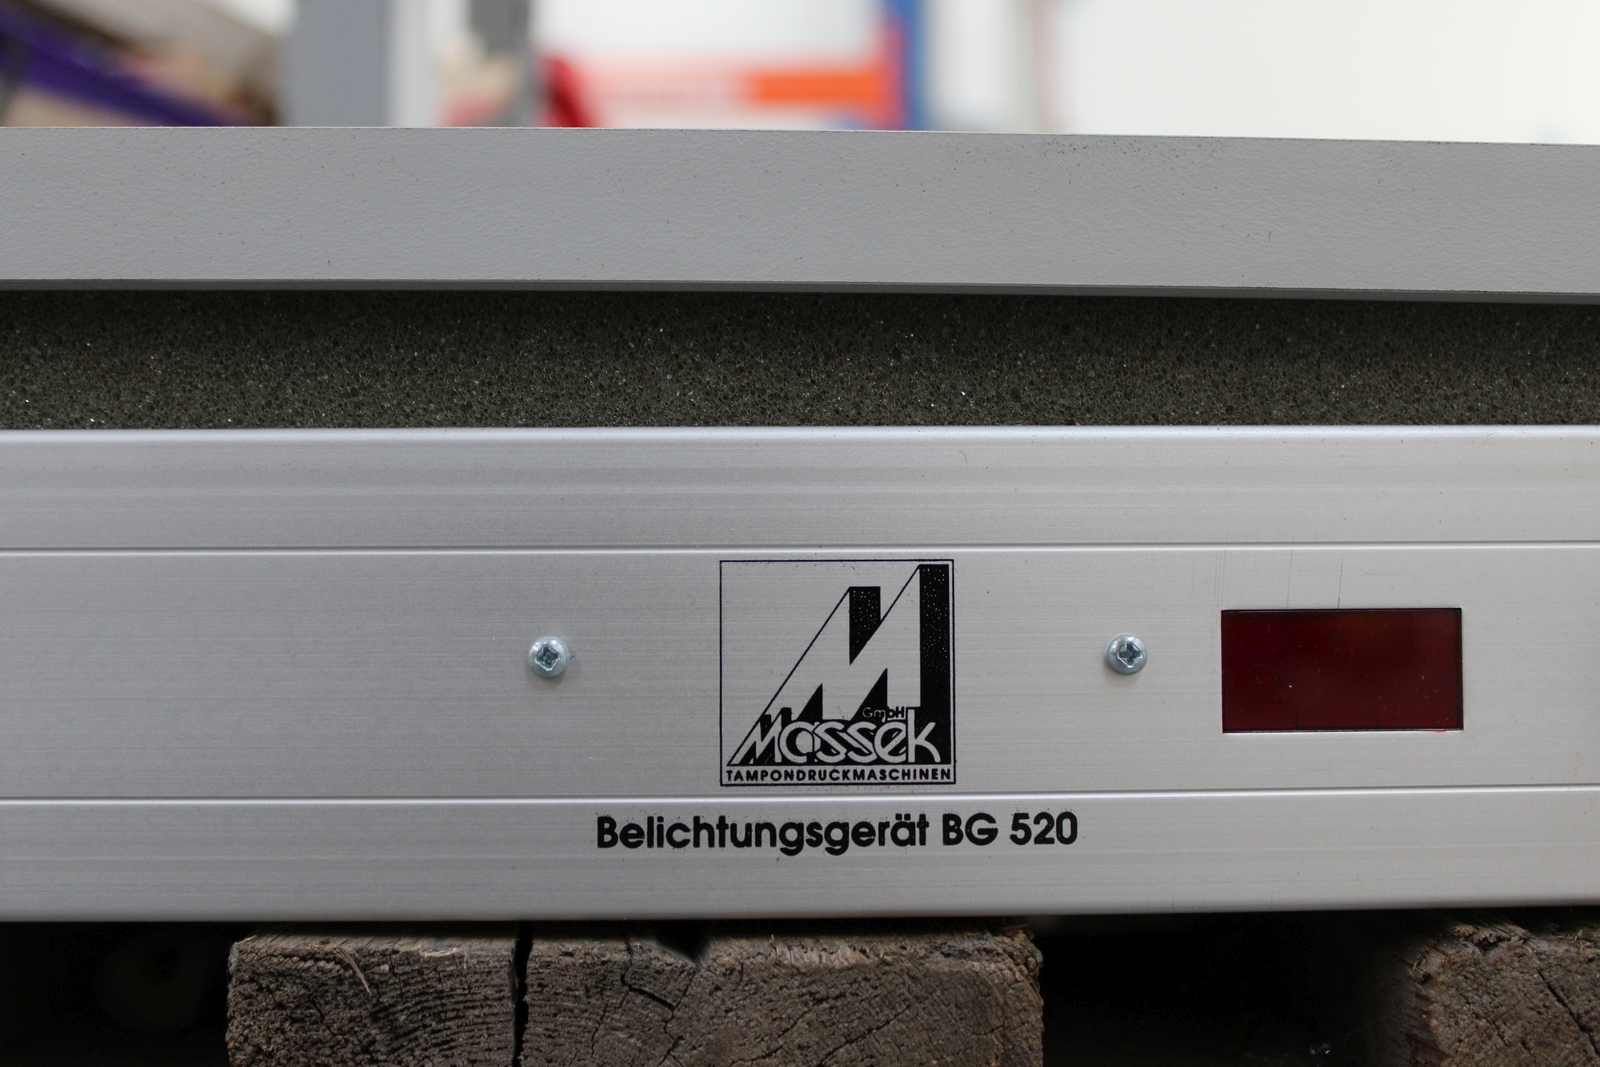 GmbH
Massek
TAMPONDRUCKMASCHINEN
Belichtungsgerät BG 520